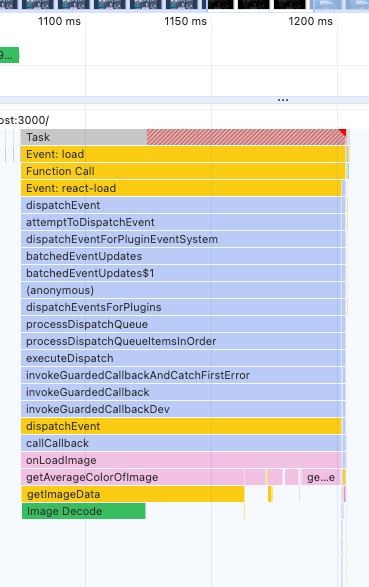 1100 ms
1150 ms
1200 ms
9...
...
ost:3000/
Task
Event: load
Function Call
Event: react-load
dispatchEvent
attemptToDispatchEvent
dispatchEventForPluginEventSystem
batchedEventUpdates
batchedEventUpdates$1
(anonymous)
dispatchEventsForPlugins
processDispatchQueue
processDispatchQueueItemsInOrder
executeDispatch
invokeGuardedCallbackAndCatchFirstError
invokeGuardedCallback
invokeGuardedCallbackDev
dispatchEvent
callCallback
onLoadImage
getAverageColorOfImage
ge...e
getImageData
Image Decode